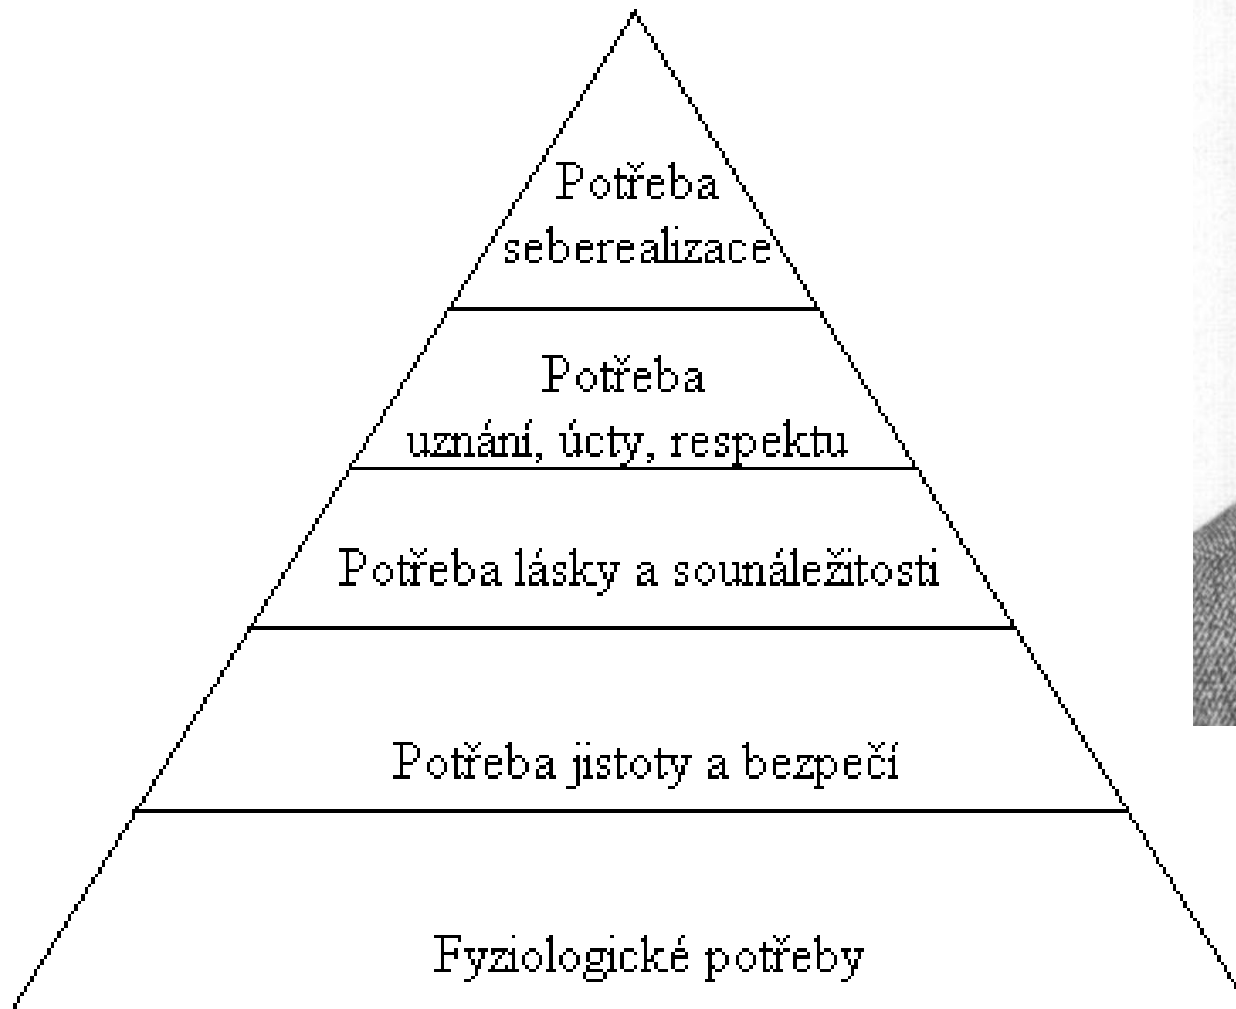 Potřeba
seberealizace
Potřeba
uznání, úcty, respektu
Potřeba lásky a sounáležitosti
Potřeba jistoty a bezpečí
Fyziologické potřeby